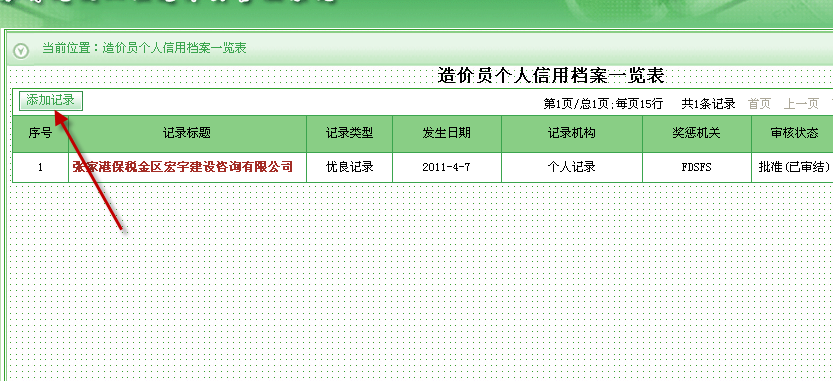 当前位置：造价员个人信用档案一览表
造价员个人信用档案一览表
添加记录 第1页/总1页;每页15行 共1条记录 首页 上一页
序号 记录标题 记录类型 发生日期 记录机构 奖惩机关 审核状态
1 张家港保税金区宏宇建设咨询有限公司 优良记录 2011-4-7 个人记录 FDSFS 批准(已审结)